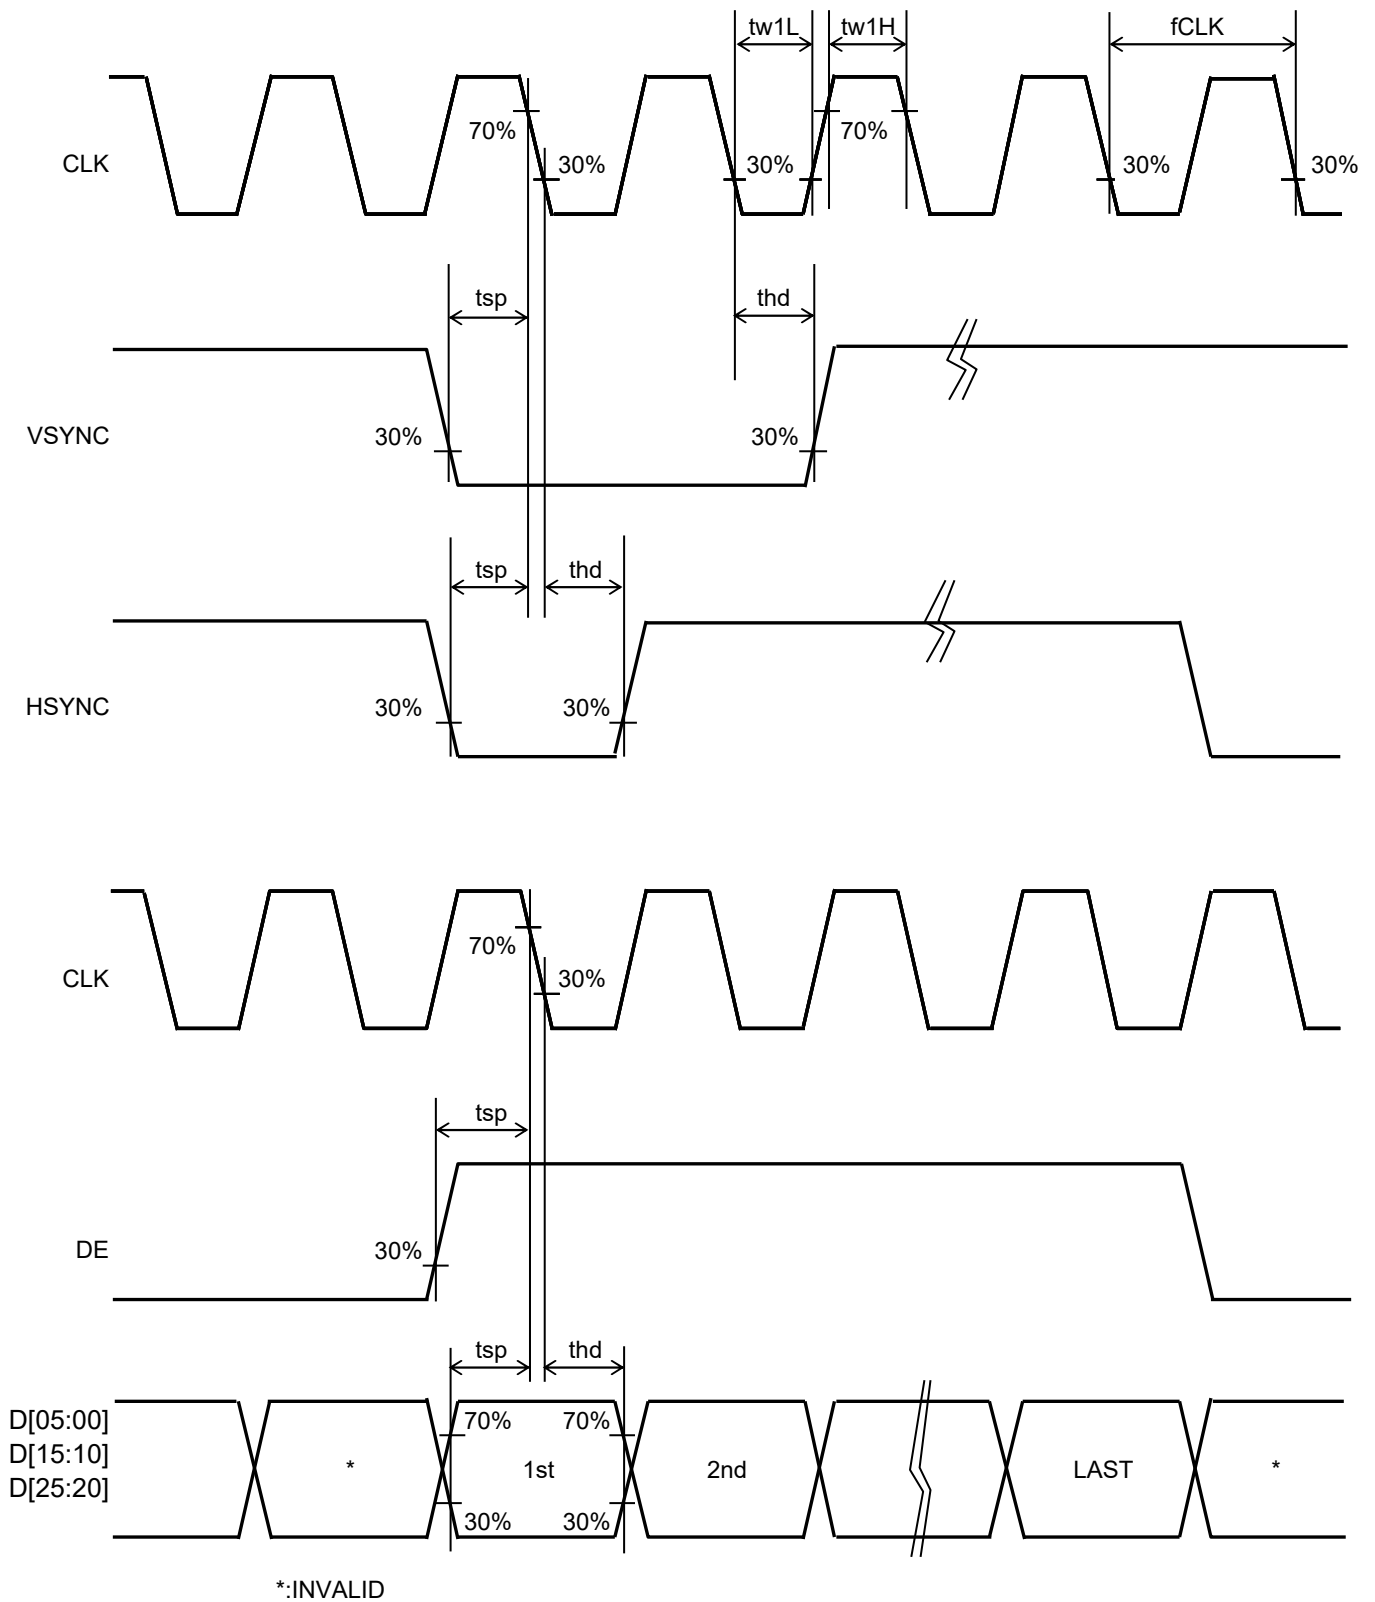 tw1L tw1H fCLK
70% 70%
CLK 30% 30% 30% 30%
tsp thd
VSYNC 30% 30%
tsp thd
HSYNC 30% 30%
70%
CLK 30%
tsp
DE 30%
tsp thd
D[05:00] 70% 70%
D[15:10] * 1st 2nd LAST *
D[25:20]
30% 30%
*:INVALID